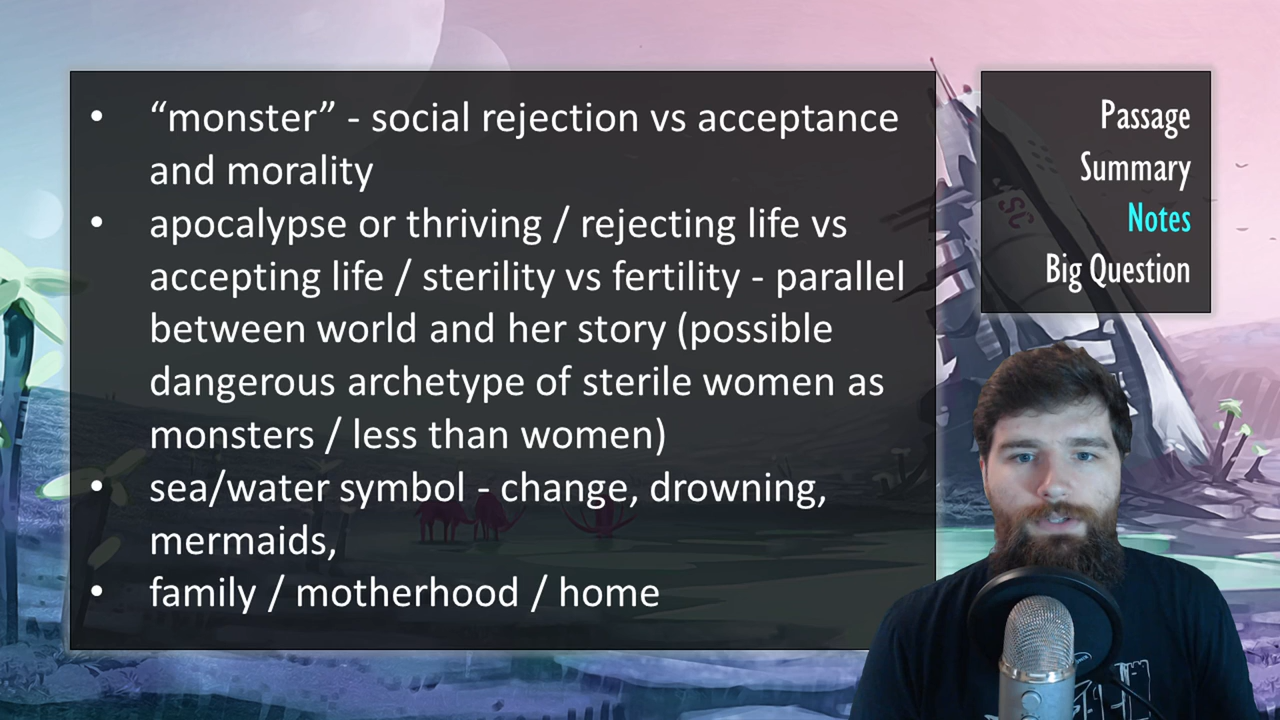 • “monster” - social rejection vs acceptance
and morality
• apocalypse or thriving / rejecting life vs
accepting life / sterility vs fertility - parallel
between world and her story (possible
dangerous archetype of sterile women as
monsters / less than women)
• sea/water symbol - change, drowning,
mermaids,
• family / motherhood / home
Passage
Summary
Notes
Big Question
MSC